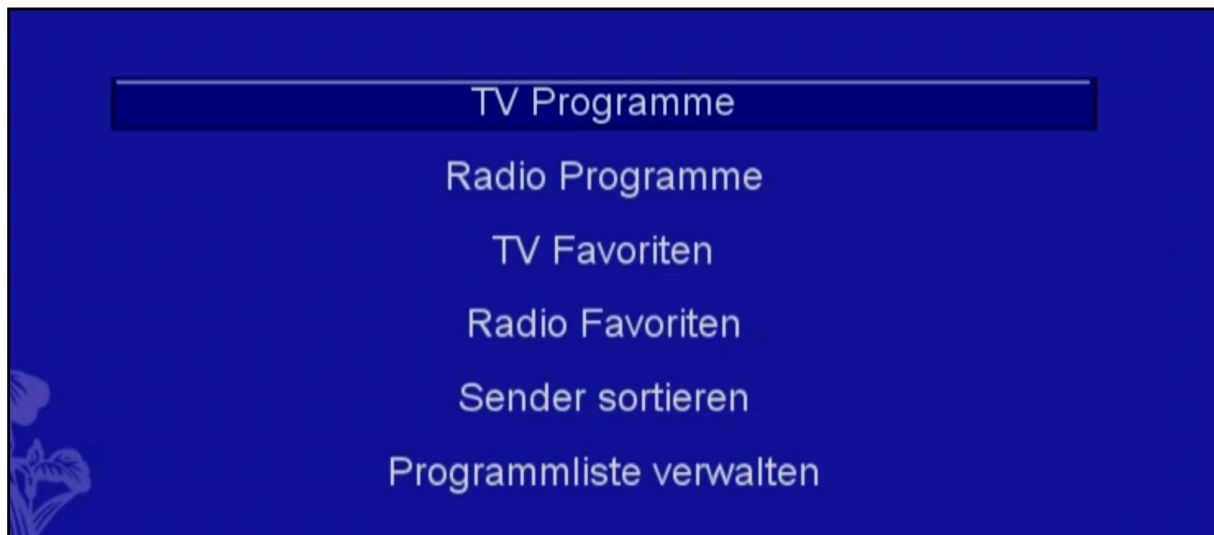 TV Programme
Radio Programme
TV Favoriten
Radio Favoriten
Sender sortieren
Programmliste verwalten